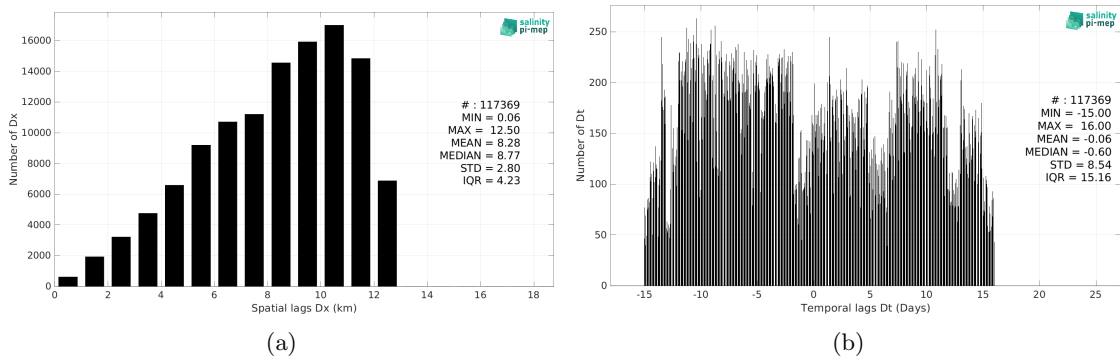 salinity
pi-mep
# : 117369
MIN = 0.06
MAX = 12.50
MEAN = 8.28
MEDIAN = 8.77
STD = 2.80
IQR = 4.23
Number of Dx
16000
14000
12000
10000
8000
6000
4000
2000
0
0 2 4 6 8 10 12 14 16 18
Spatial lags Dx (km)
(a)
salinity
pi-mep
# : 117369
MIN = -15.00
MAX = 16.00
MEAN = -0.06
MEDIAN = -0.60
STD = 8.54
IQR = 15.16
Number of Dt
250
200
150
100
50
0
-15 -10 -5 0 5 10 15 20 25
Temporal lags Dt (Days)
(b)